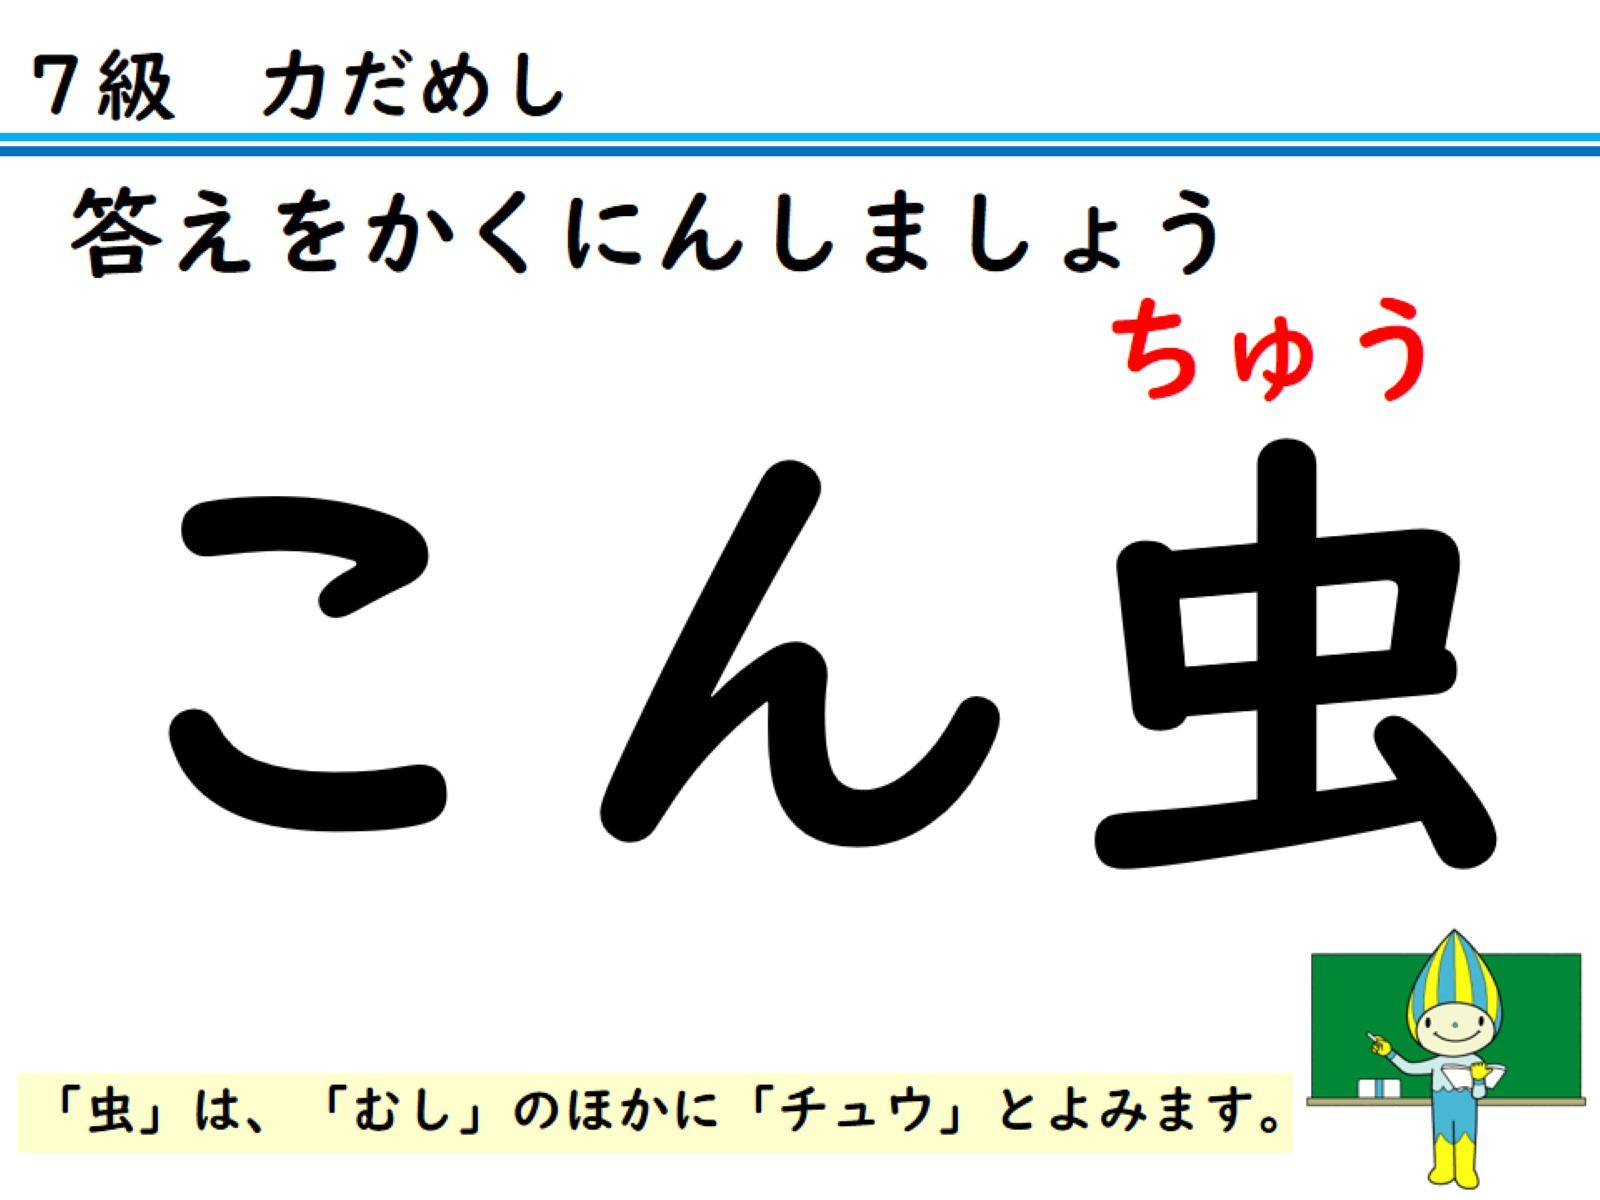 ７級　力だめし
答えをかくにんしましょう
ちゅう
こん虫
「虫」は、「むし」のほかに「チュウ」とよみます。